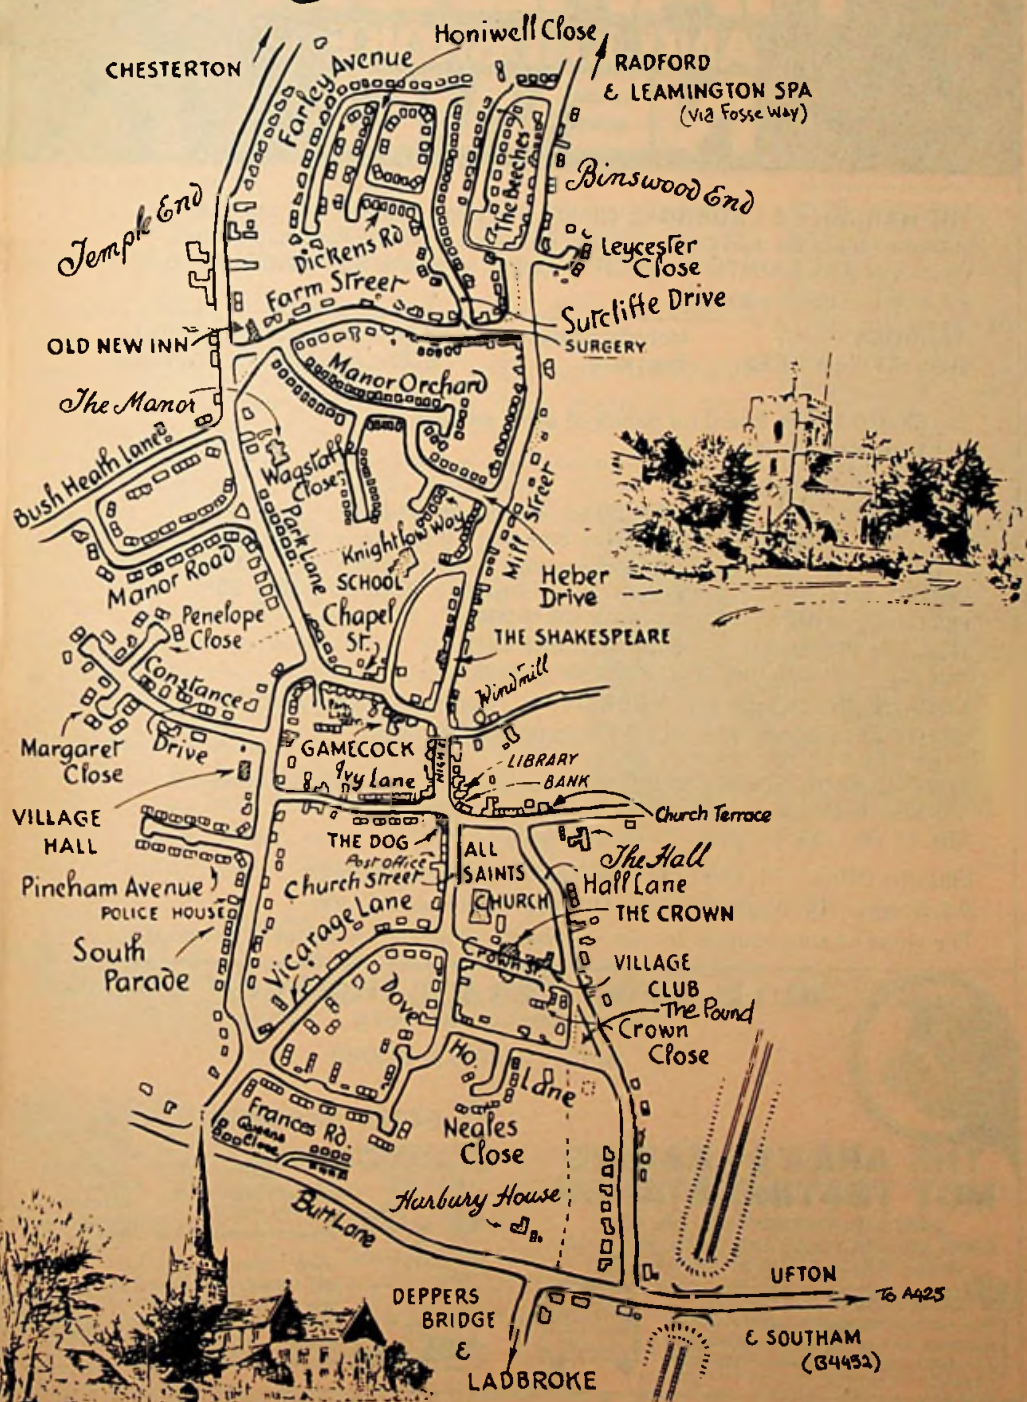 Honiwell Close
CHESTERTON
Farley Avenue
RADFORD
& LEAMINGTON SPA
(Via Fosse Way)
The Beeches
Binswood End
Temple End
Dickens Rd
Leycester
Close
Farm Street
Sutcliffe Drive
OLD NEW INN
SURGERY
Manor Orchard
The Manor
Bush Heath Lane
Wagstaffe
Close
Park Lane
Mill Street
Knightlow Way
Manor Road
SCHOOL
Heber
Drive
Penelope
Close
Chapel
St.
THE SHAKESPEARE
Constance
Drive
Windmill
Margaret
Close
GAMECOCK
HIGH
Ivy Lane
LIBRARY
BANK
VILLAGE
HALL
Church Terrace
THE DOG
Post Office
ALL
SAINTS
CHURCH
The Hall
Pincham Avenue
Church Street
Hall Lane
POLICE HOUSE
THE CROWN
South
Parade
Vicarage Lane
Crown St.
VILLAGE
CLUB
Dove
The Pound
Crown
Close
Ho.
Lane
Frances Rd.
Neales
Close
Harbury House
Butt Lane
DEPPERS
BRIDGE
&
LADBROKE
UFTON
To A425
& SOUTHAM
(B4452)